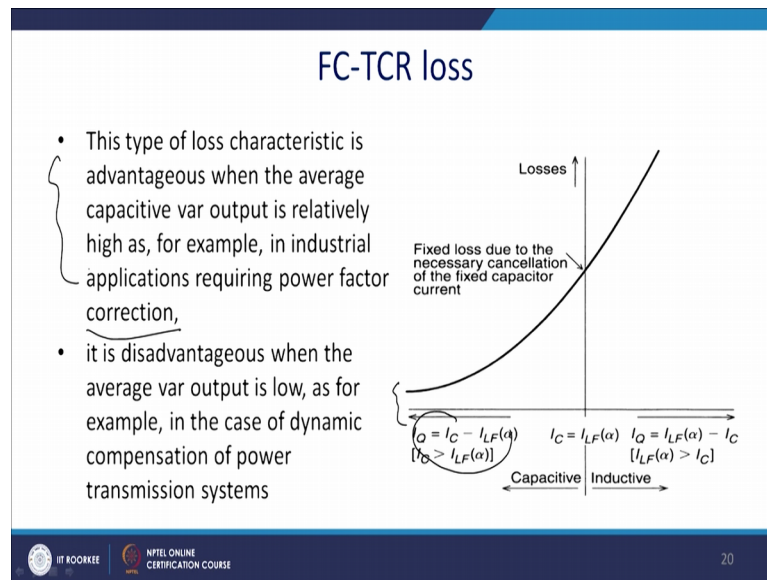 FC-TCR loss
• This type of loss characteristic is
advantageous when the average
capacitive var output is relatively
high as, for example, in industrial
applications requiring power factor
correction,
• it is disadvantageous when the
average var output is low, as for
example, in the case of dynamic
compensation of power
transmission systems
Losses
Fixed loss due to the
necessary cancellation
of the fixed capacitor
current
I_Q = I_C − I_LF(α)
[I_C > I_LF(α)]
I_C = I_LF(α)
I_Q = I_LF(α) − I_C
[I_LF(α) > I_C]
Capacitive
Inductive
IIT ROORKEE
NPTEL ONLINE
CERTIFICATION COURSE
20